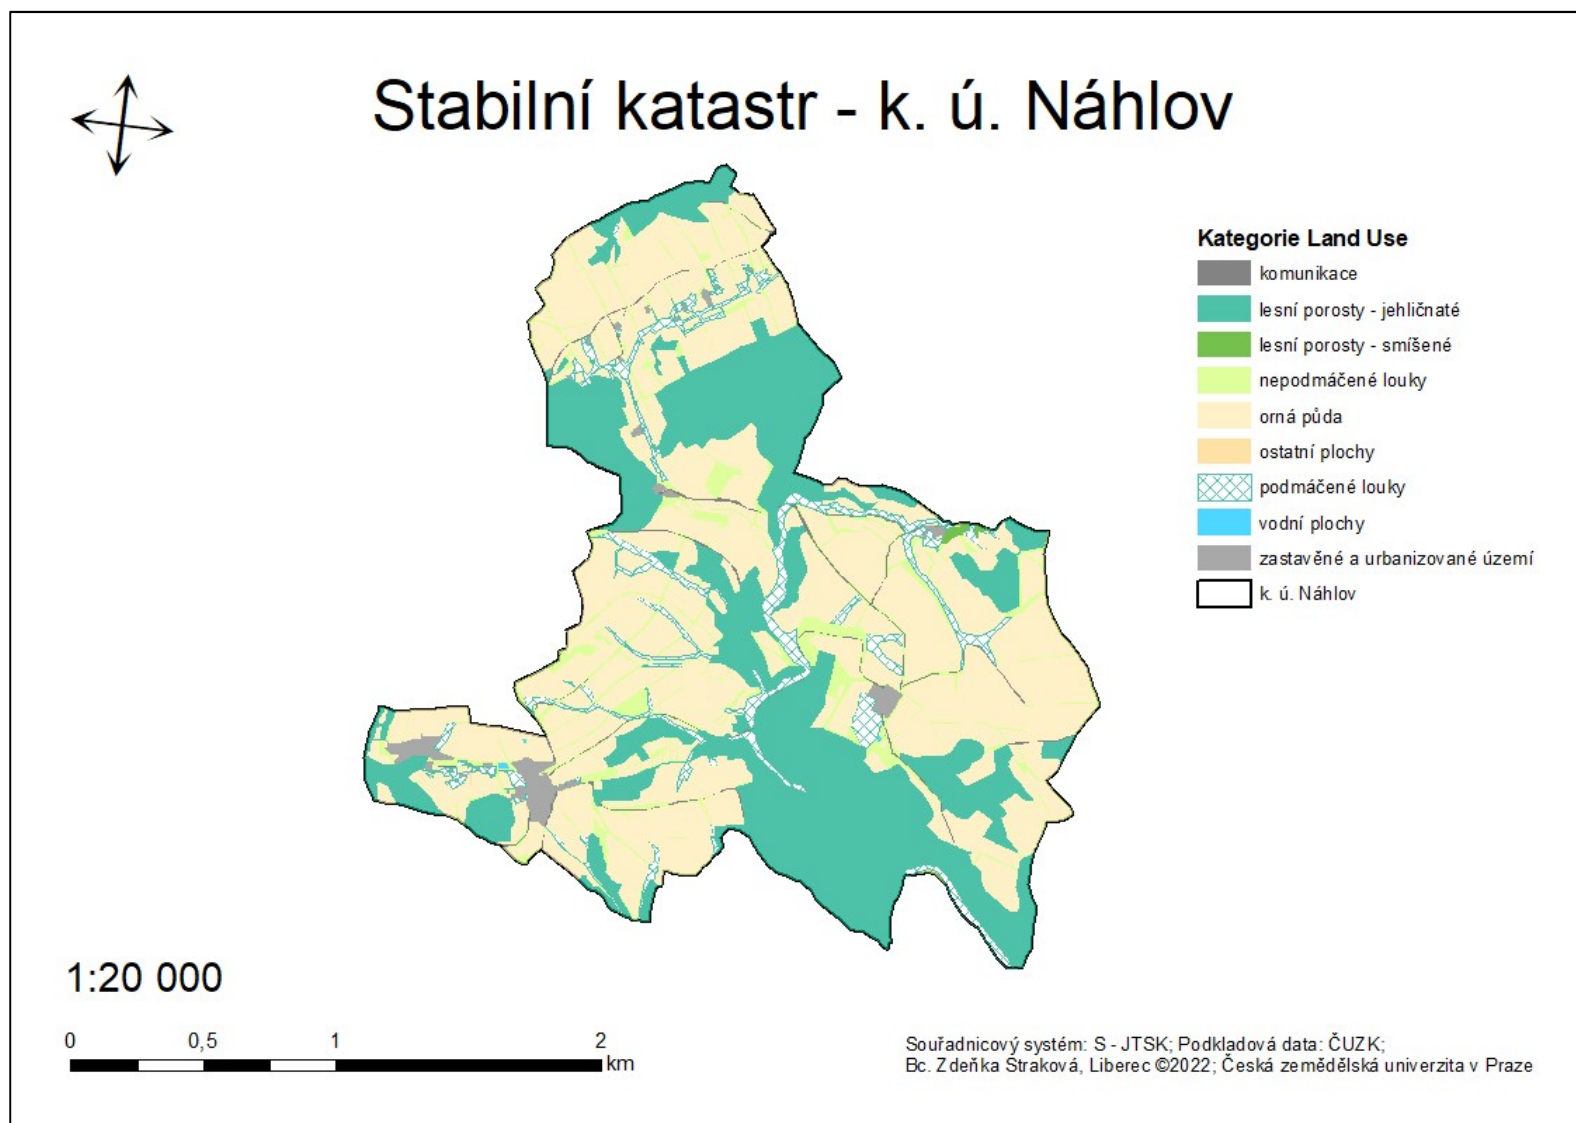 Stabilní katastr - k. ú. Náhlov
Kategorie Land Use
komunikace
lesní porosty - jehličnaté
lesní porosty - smíšené
nepodmáčené louky
orná půda
ostatní plochy
podmáčené louky
vodní plochy
zastavěné a urbanizované území
k. ú. Náhlov
1:20 000
0 0,5 1 2
km
Souřadnicový systém: S - JTSK; Podkladová data: ČUZK;
Bc. Zdeňka Straková, Liberec ©2022; Česká zemědělská univerzita v Praze